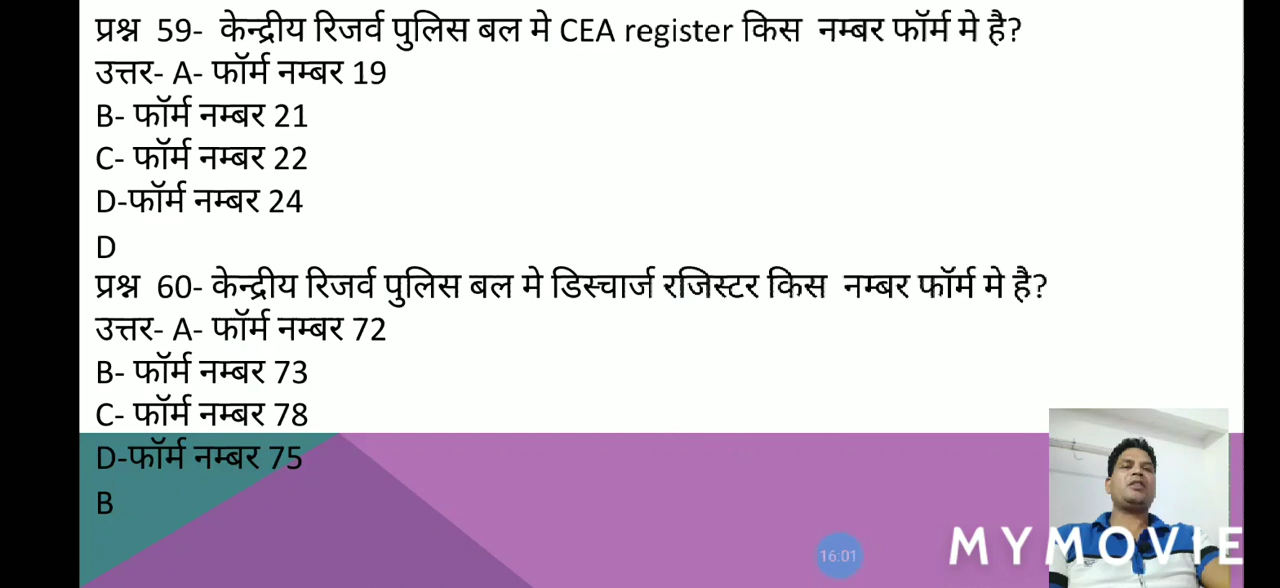 प्रश्न 59- केन्द्रीय रिजर्व पुलिस बल मे CEA register किस नम्बर फॉर्म मे है?
उत्तर- A- फॉर्म नम्बर 19
B- फॉर्म नम्बर 21
C- फॉर्म नम्बर 22
D-फॉर्म नम्बर 24
D
प्रश्न 60- केन्द्रीय रिजर्व पुलिस बल मे डिस्चार्ज रजिस्टर किस नम्बर फॉर्म मे है?
उत्तर- A- फॉर्म नम्बर 72
B- फॉर्म नम्बर 73
C- फॉर्म नम्बर 78
D-फॉर्म नम्बर 75
B
16:01
MYMOVIE